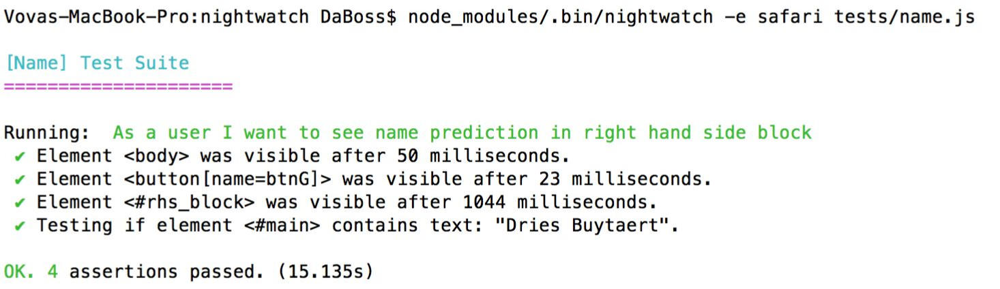 Vovas-MacBook-Pro:nightwatch DaBoss$ node_modules/.bin/nightwatch -e safari tests/name.js
[Name] Test Suite
=====================
Running:  As a user I want to see name prediction in right hand side block
✔ Element <body> was visible after 50 milliseconds.
✔ Element <button[name=btnG]> was visible after 23 milliseconds.
✔ Element <#rhs_block> was visible after 1044 milliseconds.
✔ Testing if element <#main> contains text: "Dries Buytaert".
OK. 4 assertions passed. (15.135s)